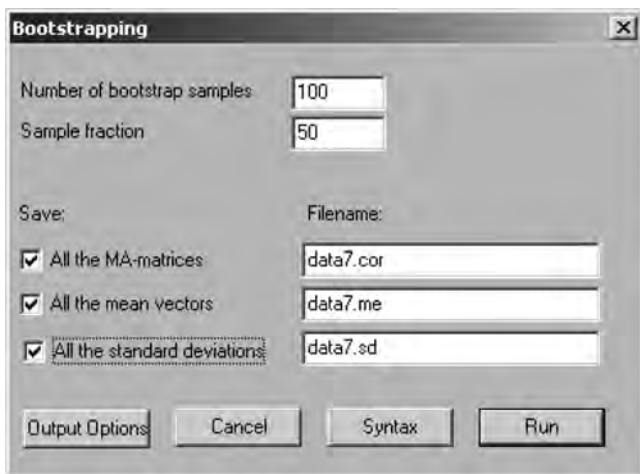 Bootstrapping
Number of bootstrap samples 100
Sample fraction 50
Save: Filename:
All the MA-matrices data7.cor
All the mean vectors data7.me
All the standard deviations data7.sd
Output Options Cancel Syntax Run